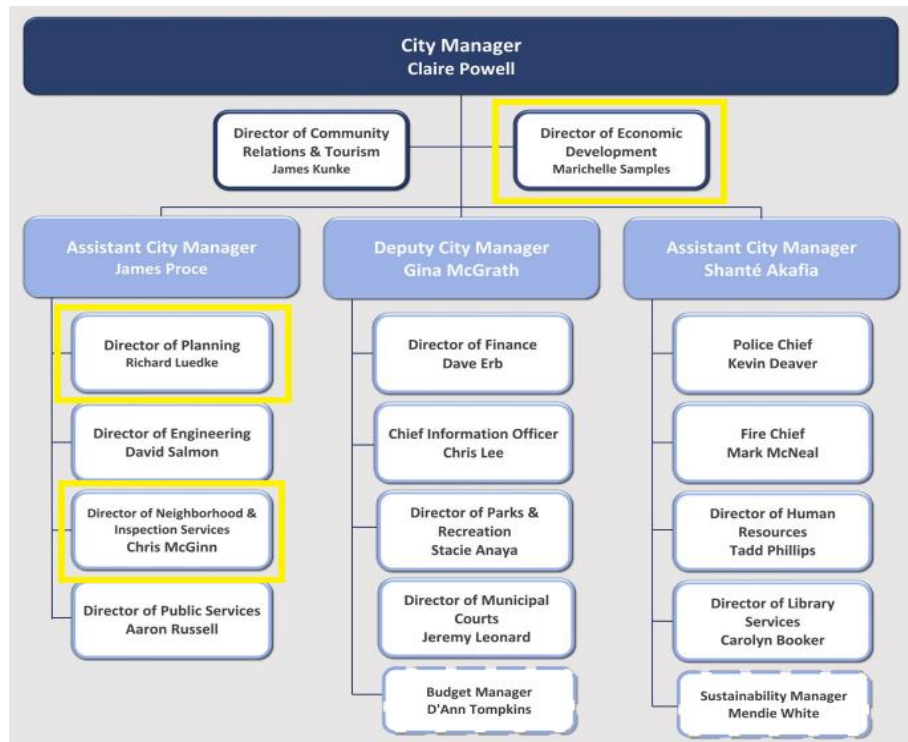 City Manager
Claire Powell
Director of Community
Relations & Tourism
James Kunke
Director of Economic
Development
Marichelle Samples
Assistant City Manager
James Proce
Director of Planning
Richard Luedke
Director of Engineering
David Salmon
Director of Neighborhood &
Inspection Services
Chris McGinn
Director of Public Services
Aaron Russell
Deputy City Manager
Gina McGrath
Director of Finance
Dave Erb
Chief Information Officer
Chris Lee
Director of Parks &
Recreation
Stacie Anaya
Director of Municipal
Courts
Jeremy Leonard
Budget Manager
D'Ann Tompkins
Assistant City Manager
Shanté Akafia
Police Chief
Kevin Deaver
Fire Chief
Mark McNeal
Director of Human
Resources
Tadd Phillips
Director of Library
Services
Carolyn Booker
Sustainability Manager
Mendie White